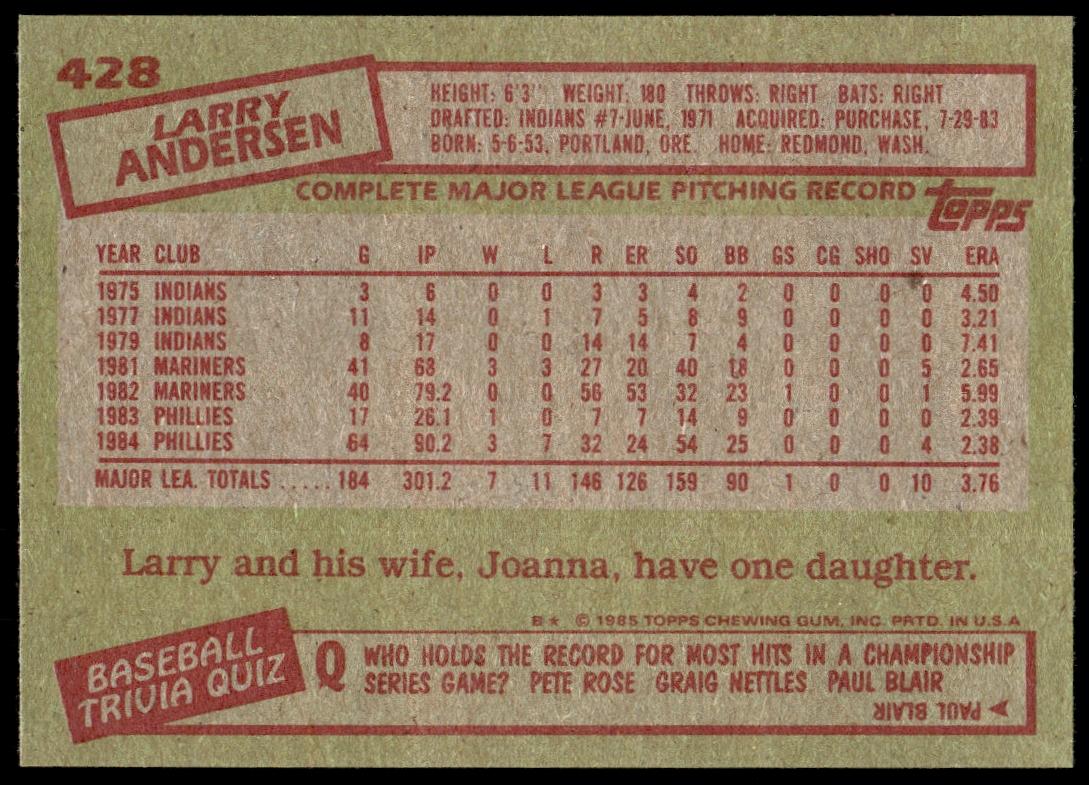 428
LARRY
ANDERSEN
HEIGHT: 6'3" WEIGHT: 180 THROWS: RIGHT BATS: RIGHT
DRAFTED: INDIANS #7-JUNE, 1971 ACQUIRED: PURCHASE, 7-29-83
BORN: 5-6-53, PORTLAND, ORE. HOME: REDMOND, WASH.
COMPLETE MAJOR LEAGUE PITCHING RECORD topps
YEAR CLUB G IP W L R ER SO BB GS CG SHO SV ERA
1975 INDIANS 3 6 0 0 3 3 4 2 0 0 0 0 4.50
1977 INDIANS 11 14 0 1 7 5 8 9 0 0 0 0 3.21
1979 INDIANS 8 17 0 0 14 14 7 4 0 0 0 0 7.41
1981 MARINERS 41 68 3 3 27 20 40 18 0 0 0 5 2.65
1982 MARINERS 40 79.2 0 0 56 53 32 23 1 0 0 1 5.99
1983 PHILLIES 17 26.1 1 0 7 7 14 9 0 0 0 0 2.39
1984 PHILLIES 64 90.2 3 7 32 24 54 25 0 0 0 4 2.38
MAJOR LEA. TOTALS ..... 184 301.2 7 11 146 126 159 90 1 0 0 10 3.76
Larry and his wife, Joanna, have one daughter.
B★ © 1985 TOPPS CHEWING GUM, INC. PRTD. IN U.S.A
BASEBALL
TRIVIA QUIZ
Q WHO HOLDS THE RECORD FOR MOST HITS IN A CHAMPIONSHIP
SERIES GAME? PETE ROSE GRAIG NETTLES PAUL BLAIR
PAUL BLAIR